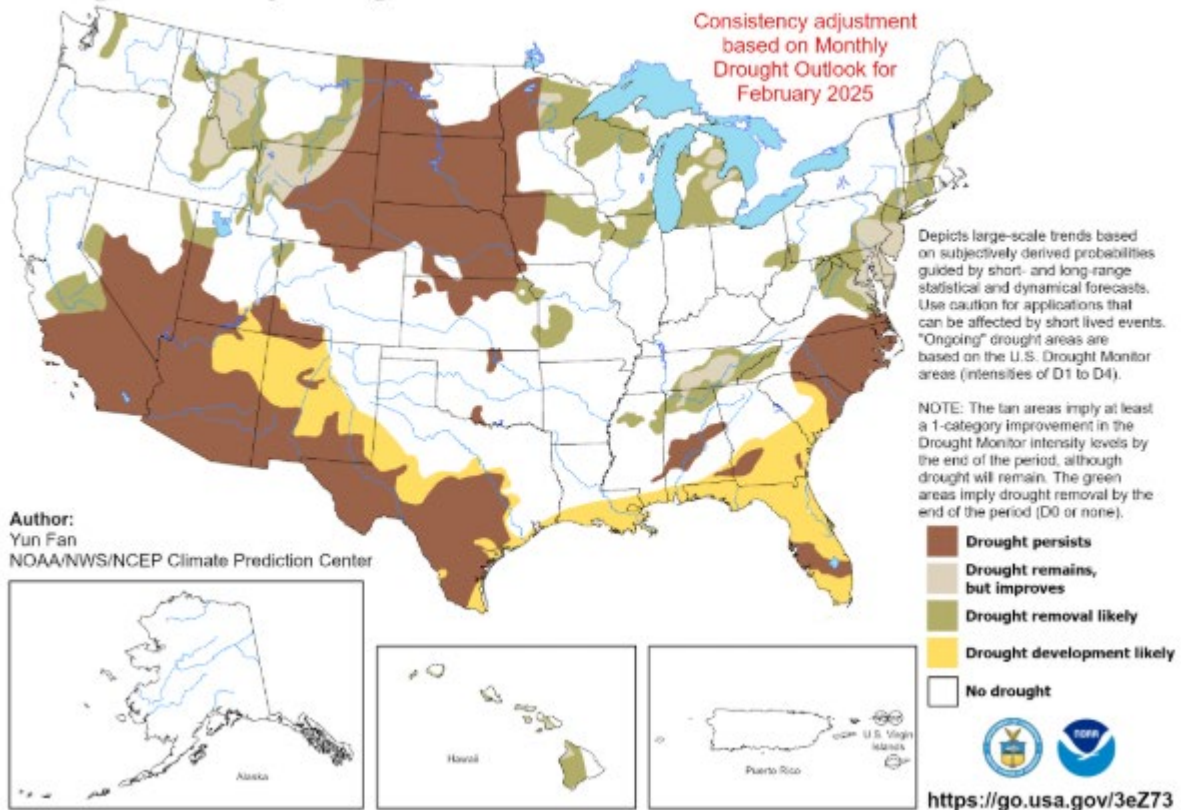 Consistency adjustment
based on Monthly
Drought Outlook for
February 2025
Depicts large-scale trends based
on subjectively derived probabilities
guided by short- and long-range
statistical and dynamical forecasts.
Use caution for applications that
can be affected by short lived events.
"Ongoing" drought areas are
based on the U.S. Drought Monitor
areas (intensities of D1 to D4).
NOTE: The tan areas imply at least
a 1-category improvement in the
Drought Monitor intensity levels by
the end of the period, although
drought will remain. The green
areas imply drought removal by the
end of the period (D0 or none).
Author:
Yun Fan
NOAA/NWS/NCEP Climate Prediction Center
Drought persists
Drought remains,
but improves
Drought removal likely
Drought development likely
No drought
Alaska
Hawaii
Puerto Rico
U.S. Virgin
Islands
NOAA
https://go.usa.gov/3eZ73